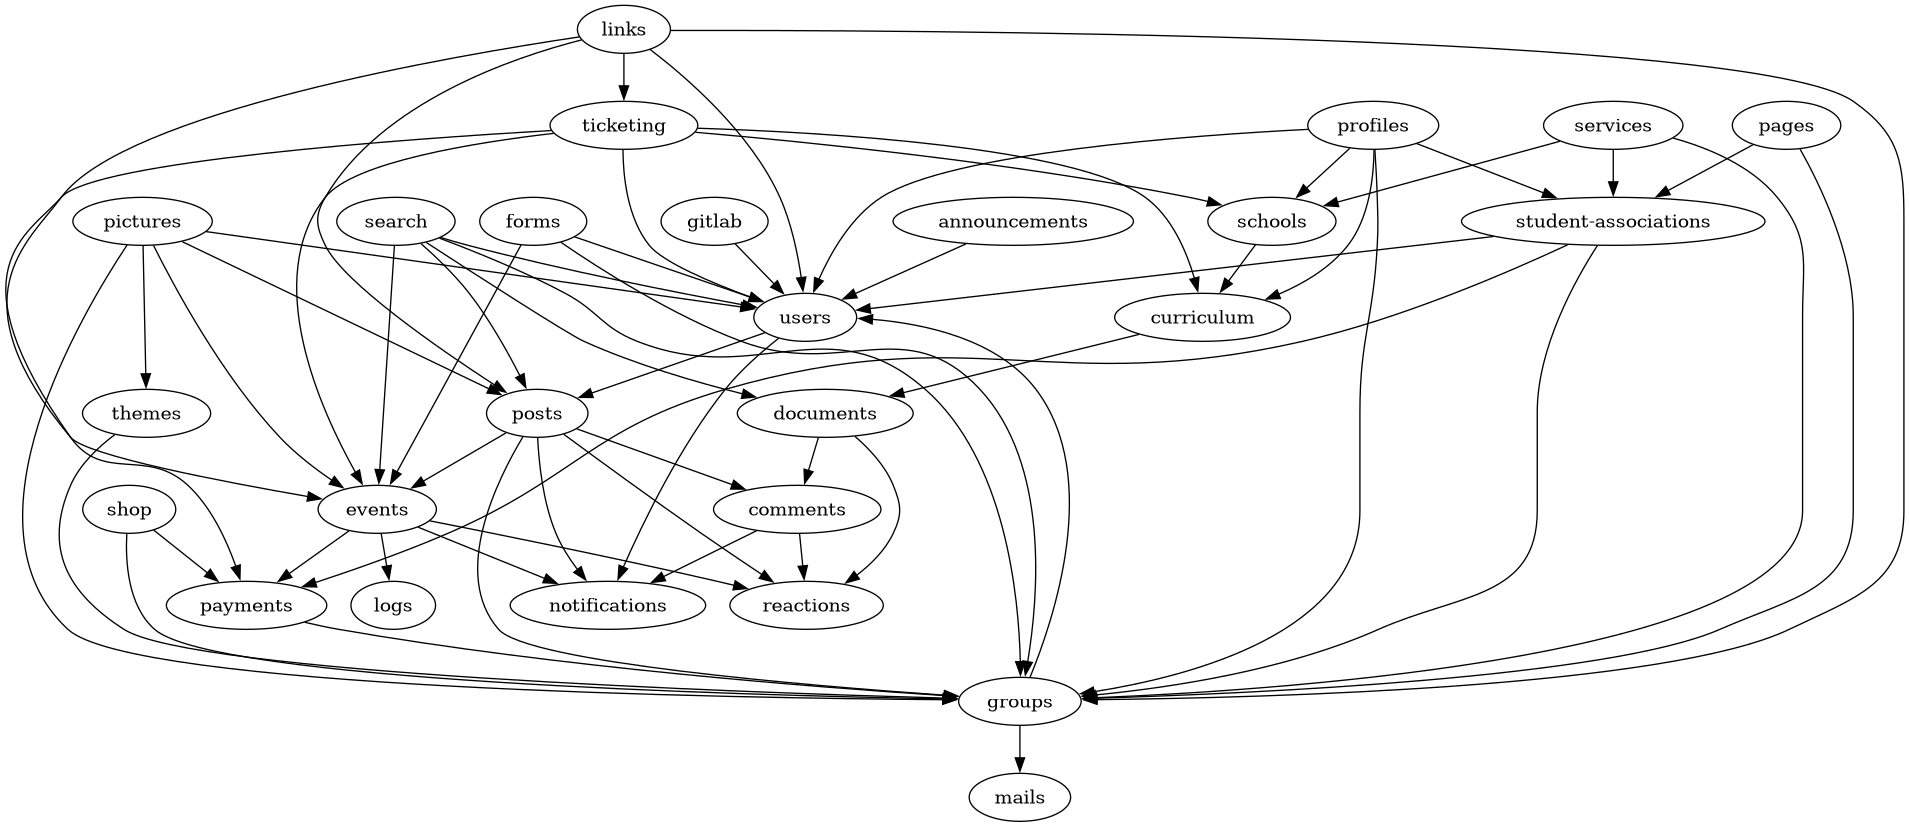 links
ticketing
profiles
services
pages
pictures
search
forms
gitlab
announcements
schools
student-associations
users
curriculum
themes
posts
documents
shop
events
comments
payments
logs
notifications
reactions
groups
mails